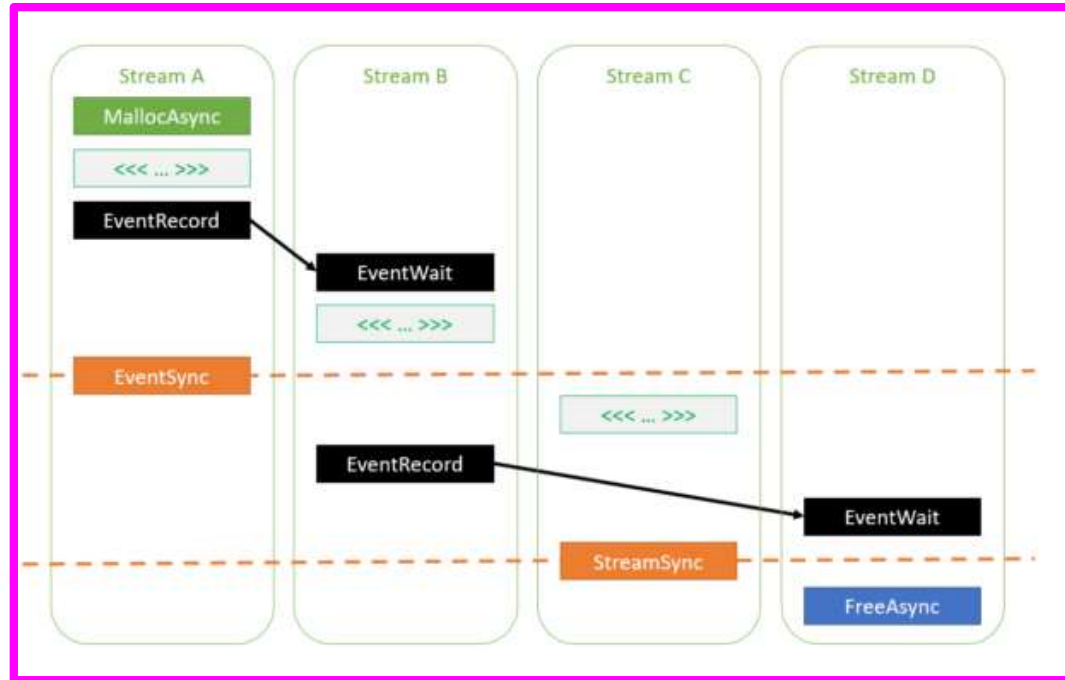 Stream A
Stream B
Stream C
Stream D
MallocAsync
<<< ... >>>
EventRecord
EventWait
<<< ... >>>
EventSync
<<< ... >>>
EventRecord
EventWait
StreamSync
FreeAsync